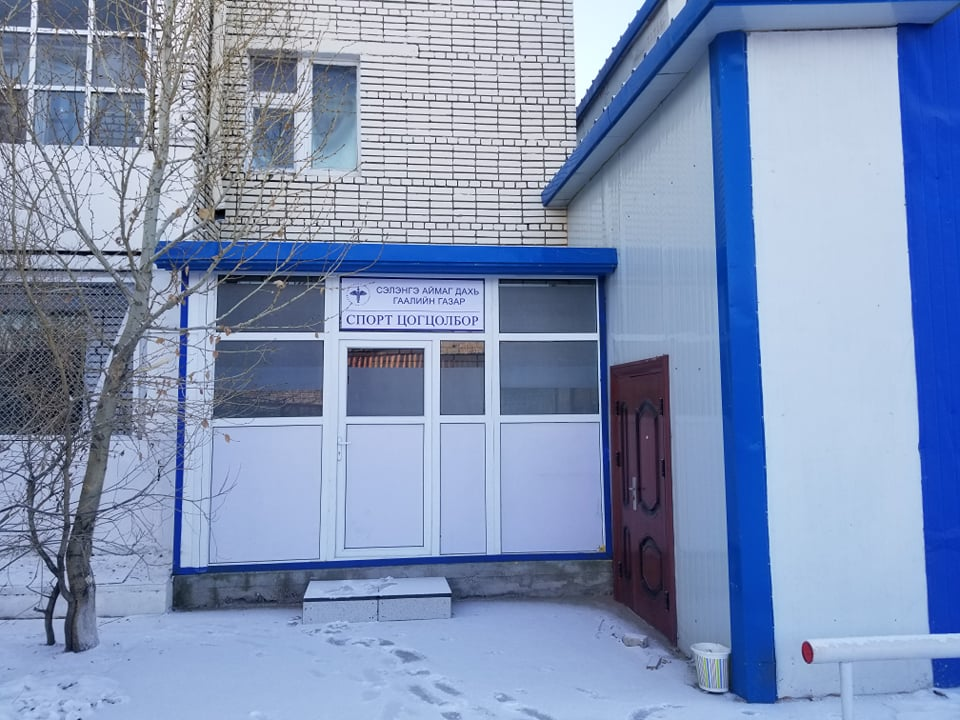 СЭЛЭНГЭ АЙМАГ ДАХЬ
ГААЛИЙН ГАЗАР
СПОРТ ЦОГЦОЛБОР